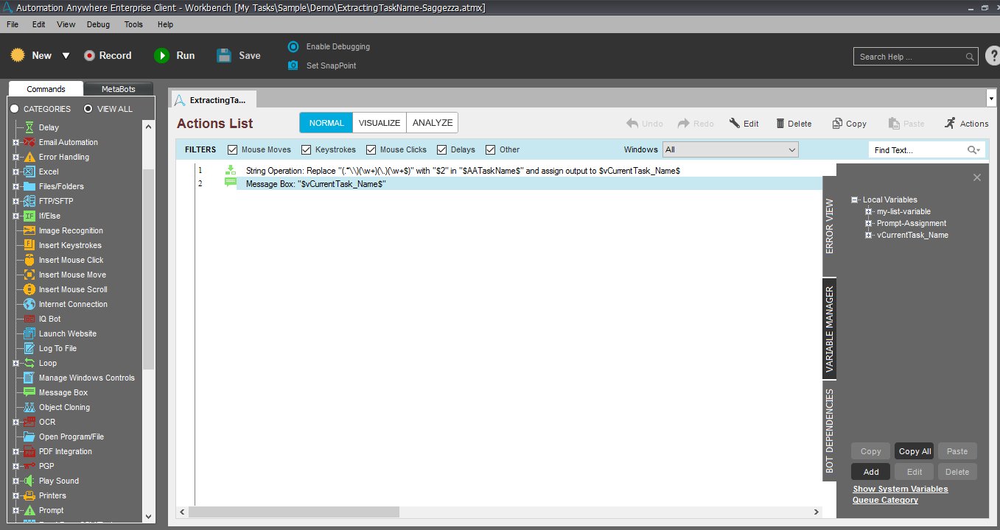 Automation Anywhere Enterprise Client - Workbench [My Tasks\Sample\Demo\ExtractingTaskName-Saggezza.atmx]
File Edit View Debug Tools Help
New Record Run Save
Enable Debugging
Set SnapPoint
Search Help ...
?
Commands MetaBots
CATEGORIES VIEW ALL
Delay
Email Automation
Error Handling
Excel
Files/Folders
FTP/SFTP
If/Else
Image Recognition
Insert Keystrokes
Insert Mouse Click
Insert Mouse Move
Insert Mouse Scroll
Internet Connection
IQ Bot
Launch Website
Log To File
Loop
Manage Windows Controls
Message Box
Object Cloning
OCR
Open Program/File
PDF Integration
PGP
Play Sound
Printers
Prompt
ExtractingTa...
Actions List
NORMAL VISUALIZE ANALYZE
Undo Redo Edit Delete Copy Paste Actions
FILTERS Mouse Moves Keystrokes Mouse Clicks Delays Other Windows All Find Text...
1 String Operation: Replace "(.*\\)(\w+)(\.)(\w+$)" with "$2" in "$AATaskName$" and assign output to $vCurrentTask_Name$
2 Message Box: "$vCurrentTask_Name$"
ERROR VIEW
VARIABLE MANAGER
BOT DEPENDENCIES
Local Variables
my-list-variable
Prompt-Assignment
vCurrentTask_Name
Copy Copy All Paste
Add Edit Delete
Show System Variables
Queue Category